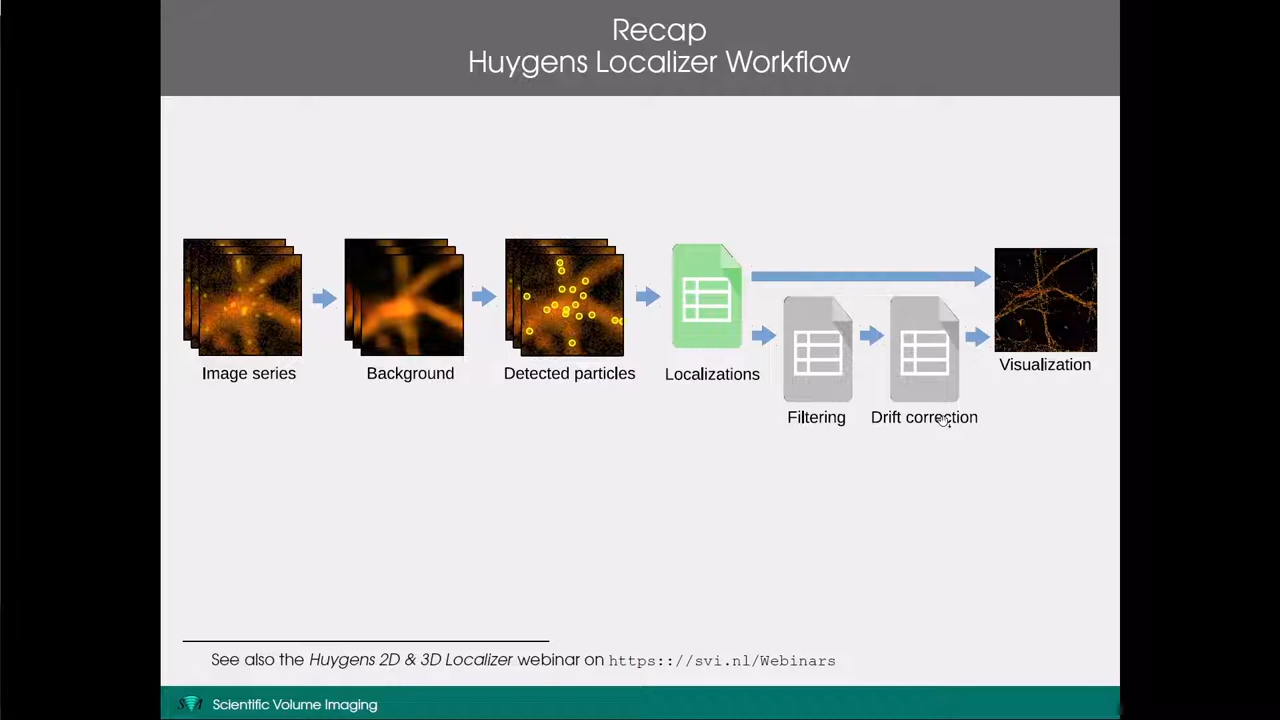 Recap
Huygens Localizer Workflow
Image series
Background
Detected particles
Localizations
Filtering
Drift correction
Visualization
See also the Huygens 2D & 3D Localizer webinar on https:://svi.nl/Webinars
SVI Scientific Volume Imaging